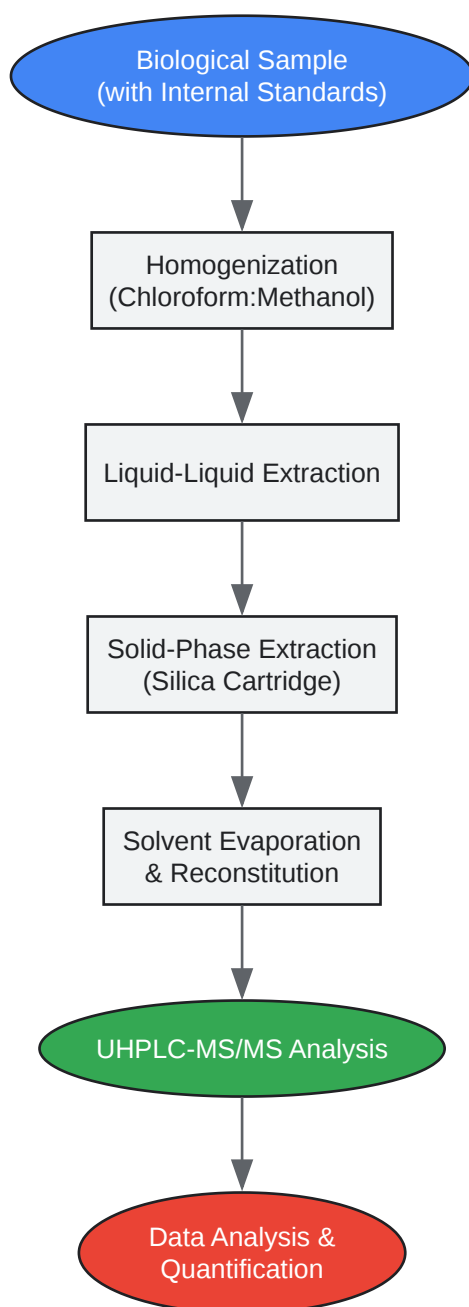 Biological Sample
(with Internal Standards)
Homogenization
(Chloroform:Methanol)
Liquid-Liquid Extraction
Solid-Phase Extraction
(Silica Cartridge)
Solvent Evaporation
& Reconstitution
UHPLC-MS/MS Analysis
Data Analysis &
Quantification